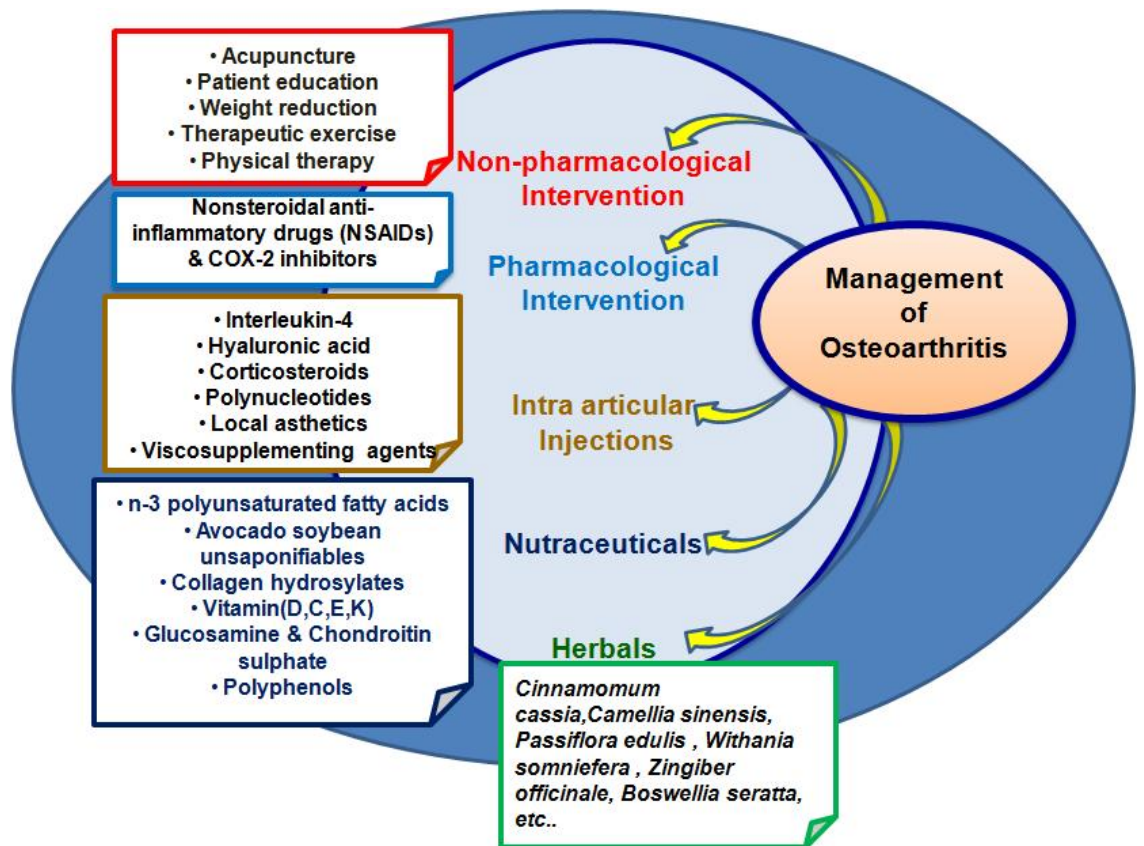 • Acupuncture
• Patient education
• Weight reduction
• Therapeutic exercise
• Physical therapy
Non-pharmacological
Intervention
Nonsteroidal anti-
inflammatory drugs (NSAIDs)
& COX-2 inhibitors
Pharmacological
Intervention
Management
of
Osteoarthritis
• Interleukin-4
• Hyaluronic acid
• Corticosteroids
• Polynucleotides
• Local asthetics
• Viscosupplementing agents
Intra articular
Injections
• n-3 polyunsaturated fatty acids
• Avocado soybean
unsaponifiables
• Collagen hydrosylates
• Vitamin(D,C,E,K)
• Glucosamine & Chondroitin
sulphate
• Polyphenols
Nutraceuticals
Herbals
Cinnamomum
cassia,Camellia sinensis,
Passiflora edulis , Withania
somniefera , Zingiber
officinale, Boswellia seratta,
etc..